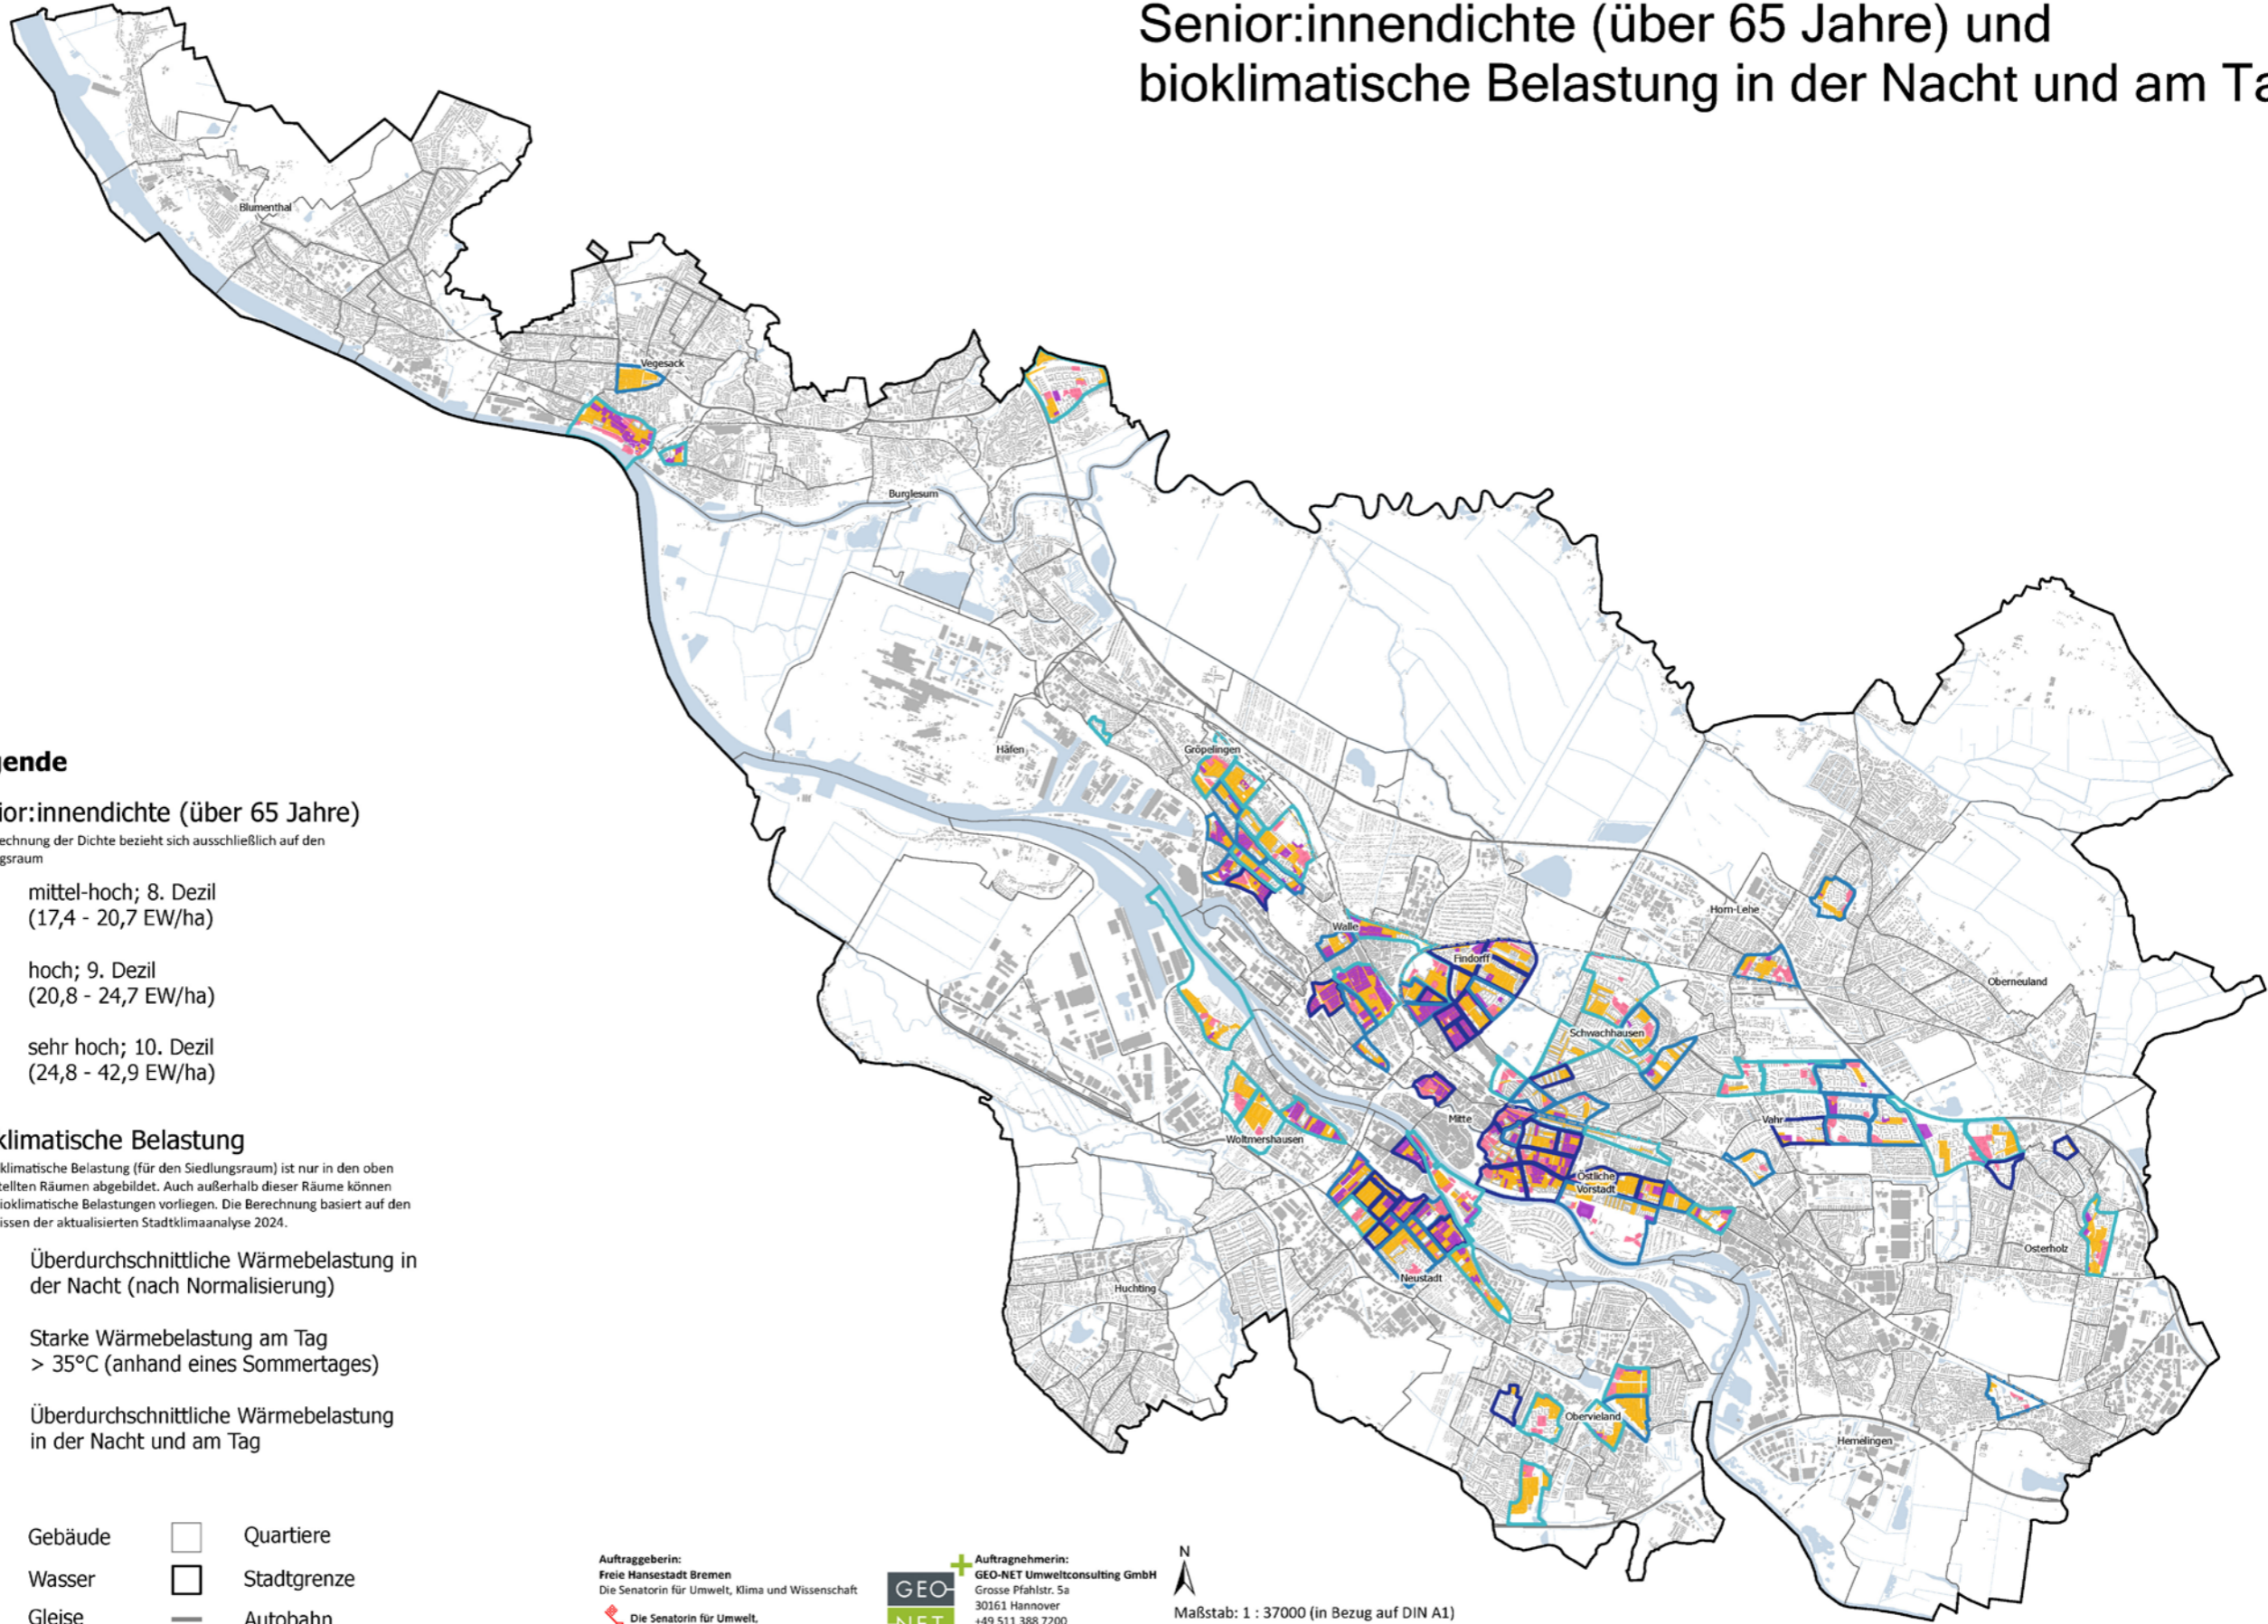 Senior:innendichte (über 65 Jahre) und
bioklimatische Belastung in der Nacht und am Ta
Blumenthal
Vegesack
Burglesum
Häfen
Gröpelingen
Walle
Findorff
Horn-Lehe
Oberneuland
Schwachhausen
Mitte
Vahr
Woltmershausen
Östliche
Vorstadt
Neustadt
Huchting
Osterholz
Obervieland
Hemelingen
gende
ior:innendichte (über 65 Jahre)
echnung der Dichte bezieht sich ausschließlich auf den
gsraum
mittel-hoch; 8. Dezil
(17,4 - 20,7 EW/ha)
hoch; 9. Dezil
(20,8 - 24,7 EW/ha)
sehr hoch; 10. Dezil
(24,8 - 42,9 EW/ha)
klimatische Belastung
klimatische Belastung (für den Siedlungsraum) ist nur in den oben
tellten Räumen abgebildet. Auch außerhalb dieser Räume können
ioklimatische Belastungen vorliegen. Die Berechnung basiert auf den
issen der aktualisierten Stadtklimaanalyse 2024.
Überdurchschnittliche Wärmebelastung in
der Nacht (nach Normalisierung)
Starke Wärmebelastung am Tag
> 35°C (anhand eines Sommertages)
Überdurchschnittliche Wärmebelastung
in der Nacht und am Tag
Gebäude
Quartiere
Wasser
Stadtgrenze
Gleise
Autobahn
Auftraggeberin:
Freie Hansestadt Bremen
Die Senatorin für Umwelt, Klima und Wissenschaft
Die Senatorin für Umwelt,
GEO-
NET
Auftragnehmerin:
GEO-NET Umweltconsulting GmbH
Grosse Pfahlstr. 5a
30161 Hannover
+49 511 388 7200
N
Maßstab: 1 : 37000 (in Bezug auf DIN A1)